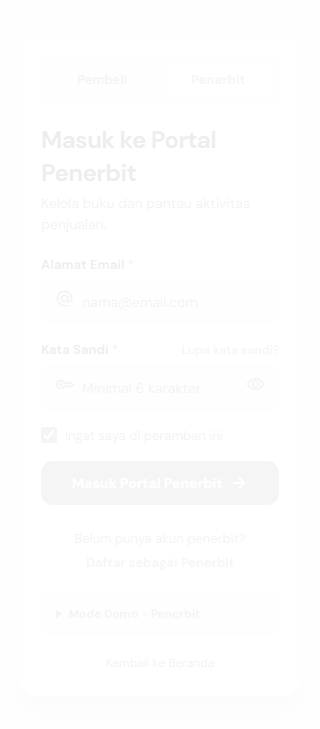 Pembeli
Penerbit
Masuk ke Portal
Penerbit
Kelola buku dan pantau aktivitas
penjualan.
Alamat Email *
nama@email.com
Kata Sandi *
Lupa kata sandi?
Minimal 6 karakter
Ingat saya di peramban ini
Masuk Portal Penerbit →
Belum punya akun penerbit?
Daftar sebagai Penerbit
Mode Demo - Penerbit
Kembali ke Beranda